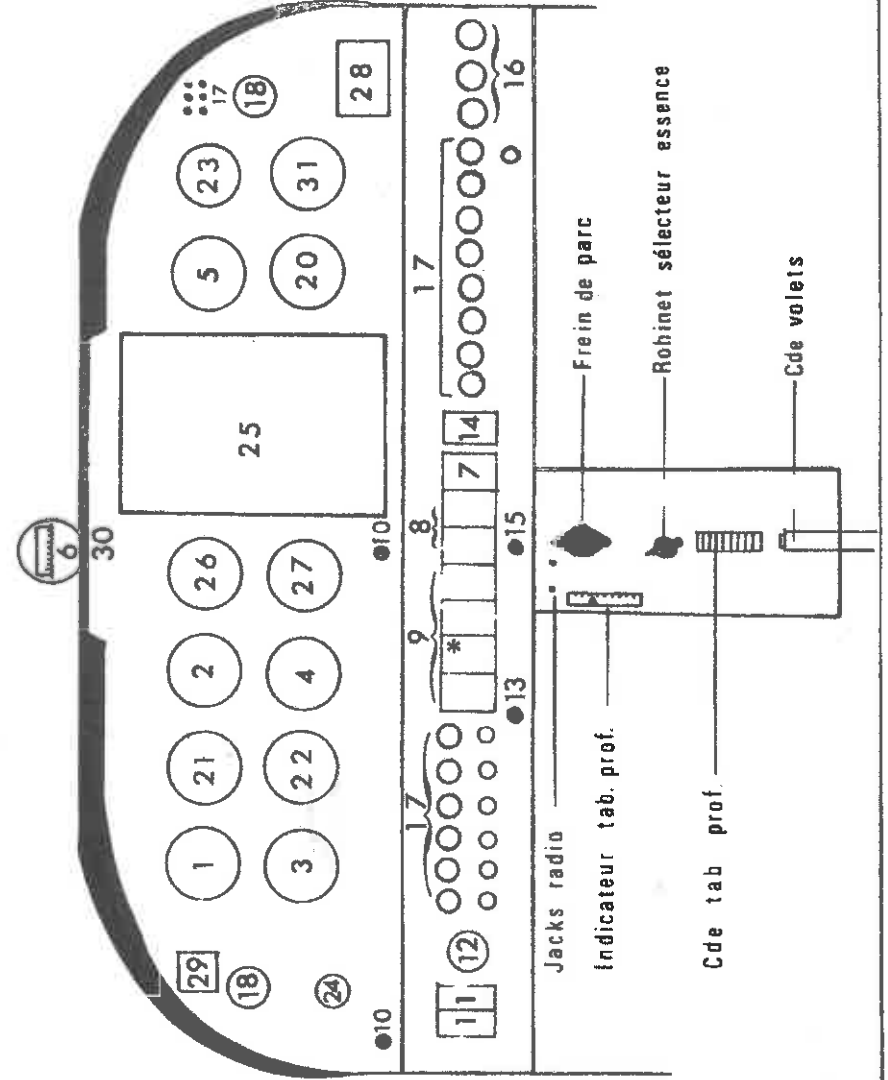 6
30
29 1 21 2 26 5 23 17
18 25 18
3 22 4 27 20 31
24 28
10 10
17 9 8 17
11 12 * 7 14
16
13 15
Jacks radio
Frein de parc
Indicateur tab. prof.
Robinet sélecteur essence
Cde tab prof.
Cde volets